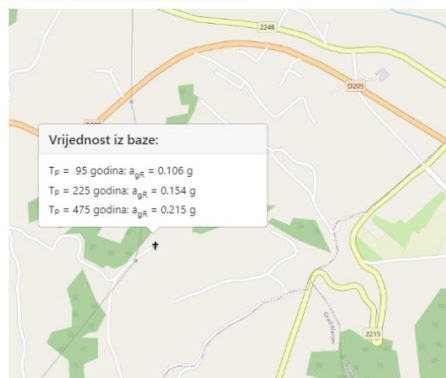 2248
D205
Vrijednost iz baze:
Tₚ = 95 godina: a_gR = 0.106 g
Tₚ = 225 godina: a_gR = 0.154 g
Tₚ = 475 godina: a_gR = 0.215 g
2215